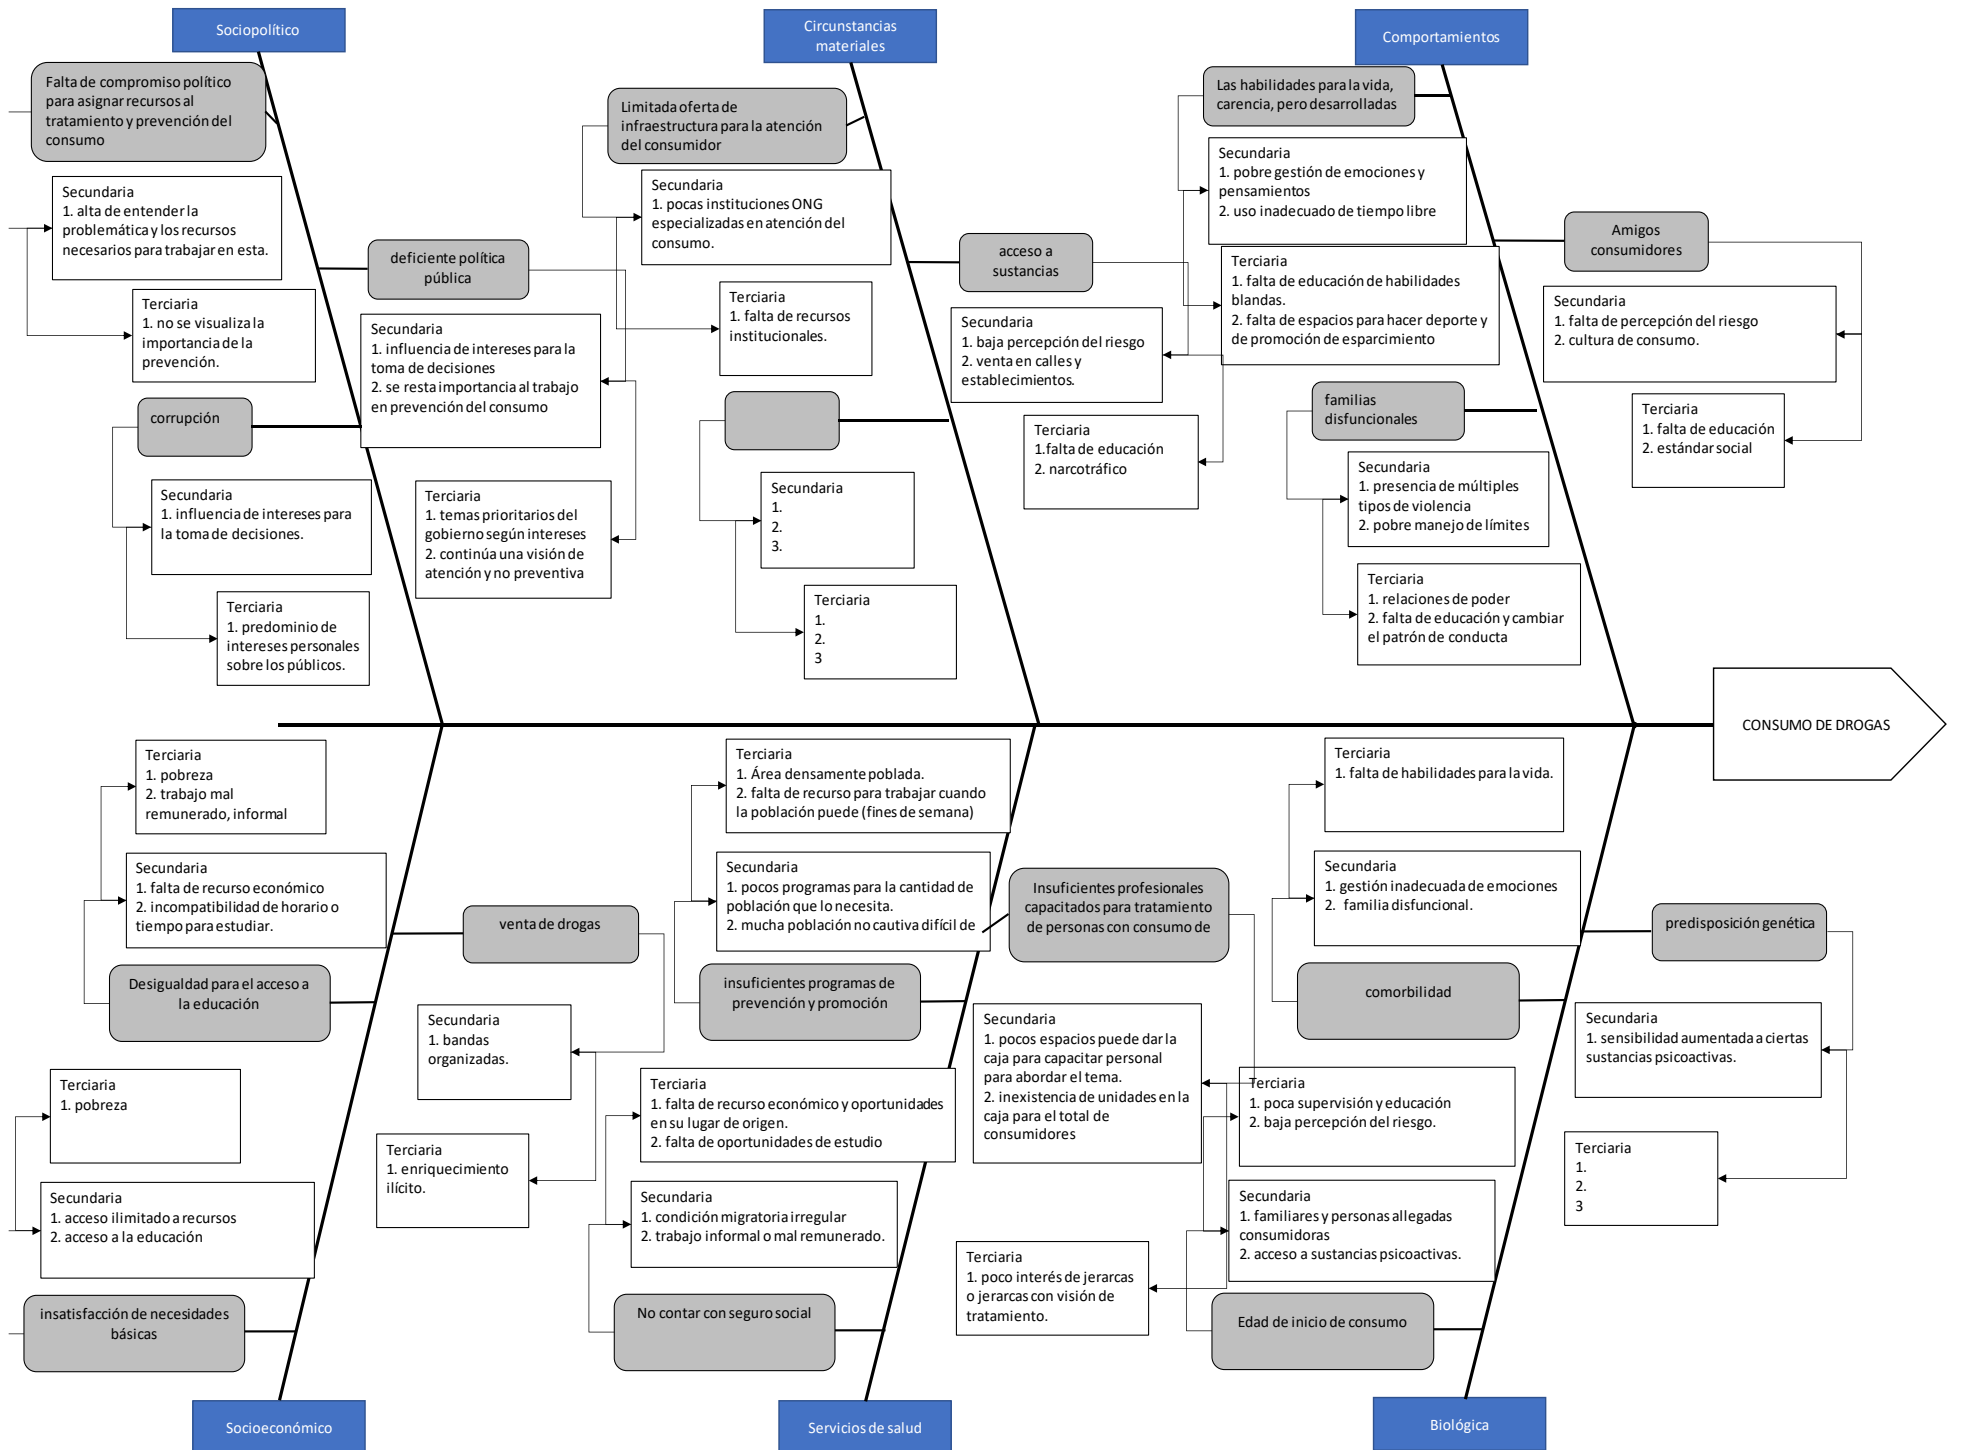 Sociopolítico
Falta de compromiso político
para asignar recursos al
tratamiento y prevención del
consumo
Secundaria
1. alta de entender la
problemática y los recursos
necesarios para trabajar en esta.
Terciaria
1. no se visualiza la
importancia de la
prevención.
deficiente política
pública
Secundaria
1. influencia de intereses para la
toma de decisiones
2. se resta importancia al trabajo
en prevención del consumo
Terciaria
1. temas prioritarios del
gobierno según intereses
2. continúa una visión de
atención y no preventiva
corrupción
Secundaria
1. influencia de intereses para
la toma de decisiones.
Terciaria
1. predominio de
intereses personales
sobre los públicos.
Circunstancias
materiales
Limitada oferta de
infraestructura para la atención
del consumidor
Secundaria
1. pocas instituciones ONG
especializadas en atención del
consumo.
Terciaria
1. falta de recursos
institucionales.
acceso a
sustancias
Secundaria
1. baja percepción del riesgo
2. venta en calles y
establecimientos.
Terciaria
1.falta de educación
2. narcotráfico
Secundaria
1.
2.
3.
Terciaria
1.
2.
3
Comportamientos
Las habilidades para la vida,
carencia, pero desarrolladas
Secundaria
1. pobre gestión de emociones y
pensamientos
2. uso inadecuado de tiempo libre
Terciaria
1. falta de educación de habilidades
blandas.
2. falta de espacios para hacer deporte y
de promoción de esparcimiento
Amigos
consumidores
Secundaria
1. falta de percepción del riesgo
2. cultura de consumo.
Terciaria
1. falta de educación
2. estándar social
familias
disfuncionales
Secundaria
1. presencia de múltiples
tipos de violencia
2. pobre manejo de límites
Terciaria
1. relaciones de poder
2. falta de educación y cambiar
el patrón de conducta
CONSUMO DE DROGAS
Terciaria
1. pobreza
2. trabajo mal
remunerado, informal
Secundaria
1. falta de recurso económico
2. incompatibilidad de horario o
tiempo para estudiar.
Desigualdad para el acceso a
la educación
venta de drogas
Secundaria
1. bandas
organizadas.
Terciaria
1. enriquecimiento
ilícito.
Terciaria
1. pobreza
Secundaria
1. acceso ilimitado a recursos
2. acceso a la educación
insatisfacción de necesidades
básicas
Socioeconómico
Terciaria
1. Área densamente poblada.
2. falta de recurso para trabajar cuando
la población puede (fines de semana)
Secundaria
1. pocos programas para la cantidad de
población que lo necesita.
2. mucha población no cautiva difícil de
insuficientes programas de
prevención y promoción
Insuficientes profesionales
capacitados para tratamiento
de personas con consumo de
Secundaria
1. pocos espacios puede dar la
caja para capacitar personal
para abordar el tema.
2. inexistencia de unidades en la
caja para el total de
consumidores
Terciaria
1. poco interés de jerarcas
o jerarcas con visión de
tratamiento.
Terciaria
1. falta de recurso económico y oportunidades
en su lugar de origen.
2. falta de oportunidades de estudio
Secundaria
1. condición migratoria irregular
2. trabajo informal o mal remunerado.
No contar con seguro social
Servicios de salud
Terciaria
1. falta de habilidades para la vida.
Secundaria
1. gestión inadecuada de emociones
2. familia disfuncional.
comorbilidad
predisposición genética
Secundaria
1. sensibilidad aumentada a ciertas
sustancias psicoactivas.
Terciaria
1.
2.
3
Terciaria
1. poca supervisión y educación
2. baja percepción del riesgo.
Secundaria
1. familiares y personas allegadas
consumidoras
2. acceso a sustancias psicoactivas.
Edad de inicio de consumo
Biológica